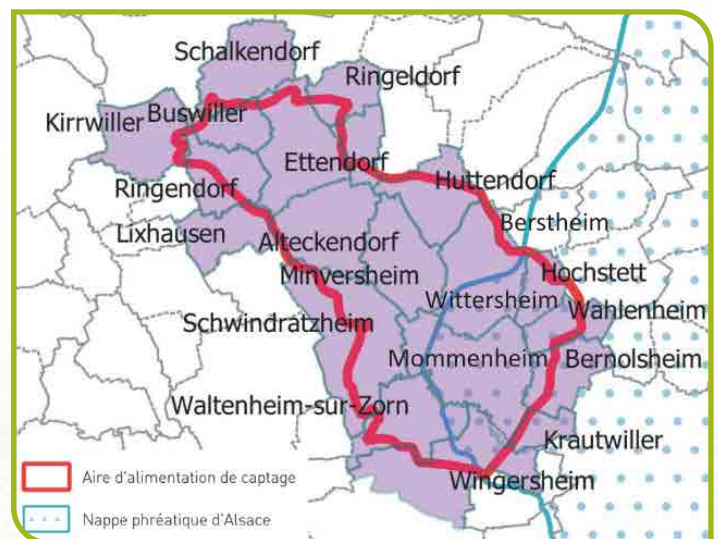 Schalkendorf
Ringeldorf
Kirrwiller
Buswiller
Ettendorf
Huttendorf
Ringendorf
Berstheim
Lixhausen
Alteckendorf
Hochstett
Minversheim
Wittersheim
Wahlenheim
Schwindratzheim
Mommenheim
Bernolsheim
Waltenheim-sur-Zorn
Krautwiller
Wingersheim
Aire d'alimentation de captage
Nappe phréatique d'Alsace